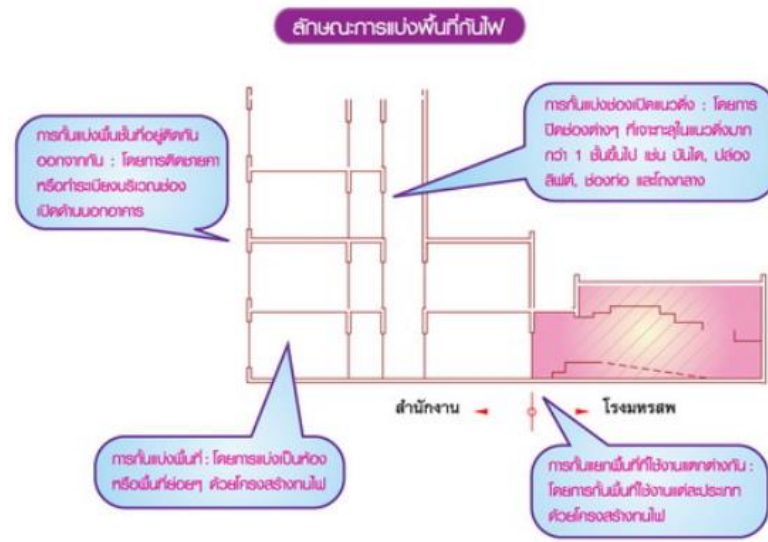 ลักษณะการแบ่งพื้นที่กันไฟ
การกั้นแบ่งพื้นชั้นที่อยู่ติดกัน
ออกจากกัน : โดยการติดชายคา
หรือทำระเบียงบริเวณช่อง
เปิดด้านนอกอาคาร
การกั้นแบ่งช่องเปิดแนวดิ่ง : โดยการ
ปิดช่องต่างๆ ที่เจาะทะลุในแนวดิ่งมาก
กว่า 1 ชั้นขึ้นไป เช่น บันได, ปล่อง
ลิฟต์, ช่องท่อ และโถงกลาง
สำนักงาน
โรงมหรสพ
การกั้นแบ่งพื้นที่ : โดยการแบ่งเป็นห้อง
หรือพื้นที่ย่อยๆ ด้วยโครงสร้างทนไฟ
การกั้นแยกพื้นที่ที่ใช้งานแตกต่างกัน :
โดยการกั้นพื้นที่ใช้งานแต่ละประเภท
ด้วยโครงสร้างทนไฟ